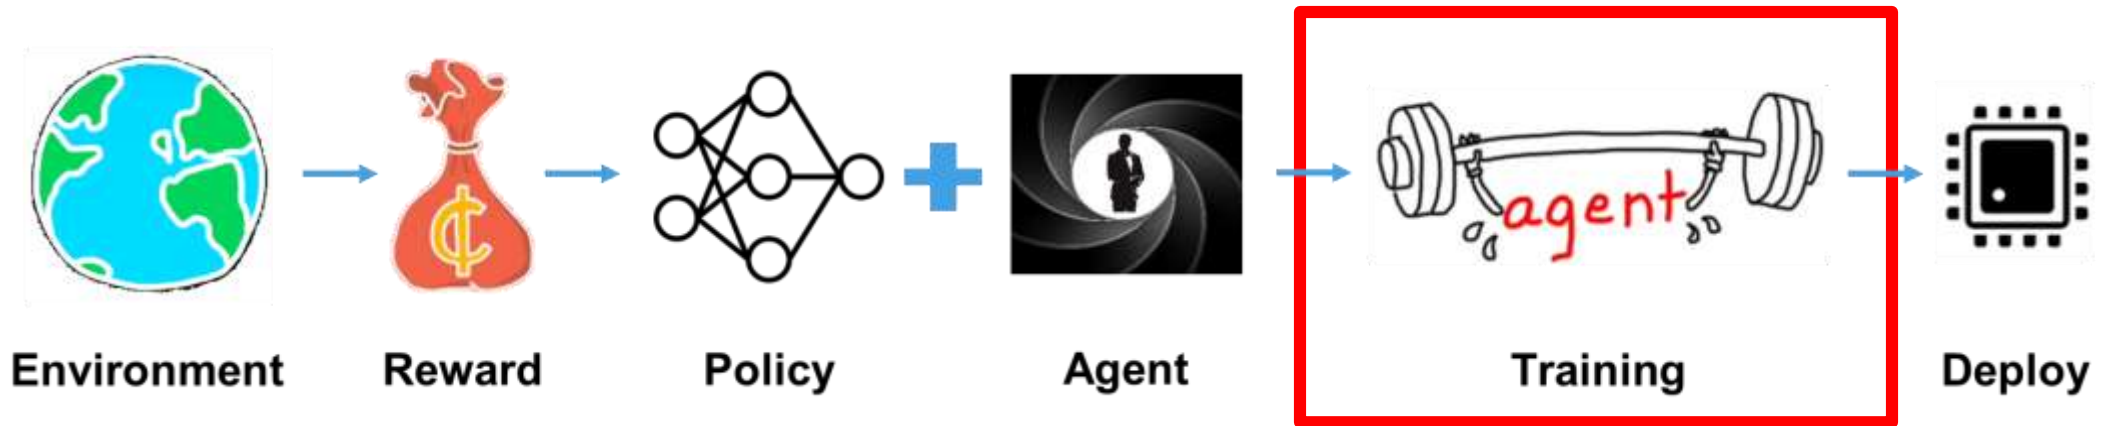 agent
Environment
Reward
Policy
Agent
Training
Deploy